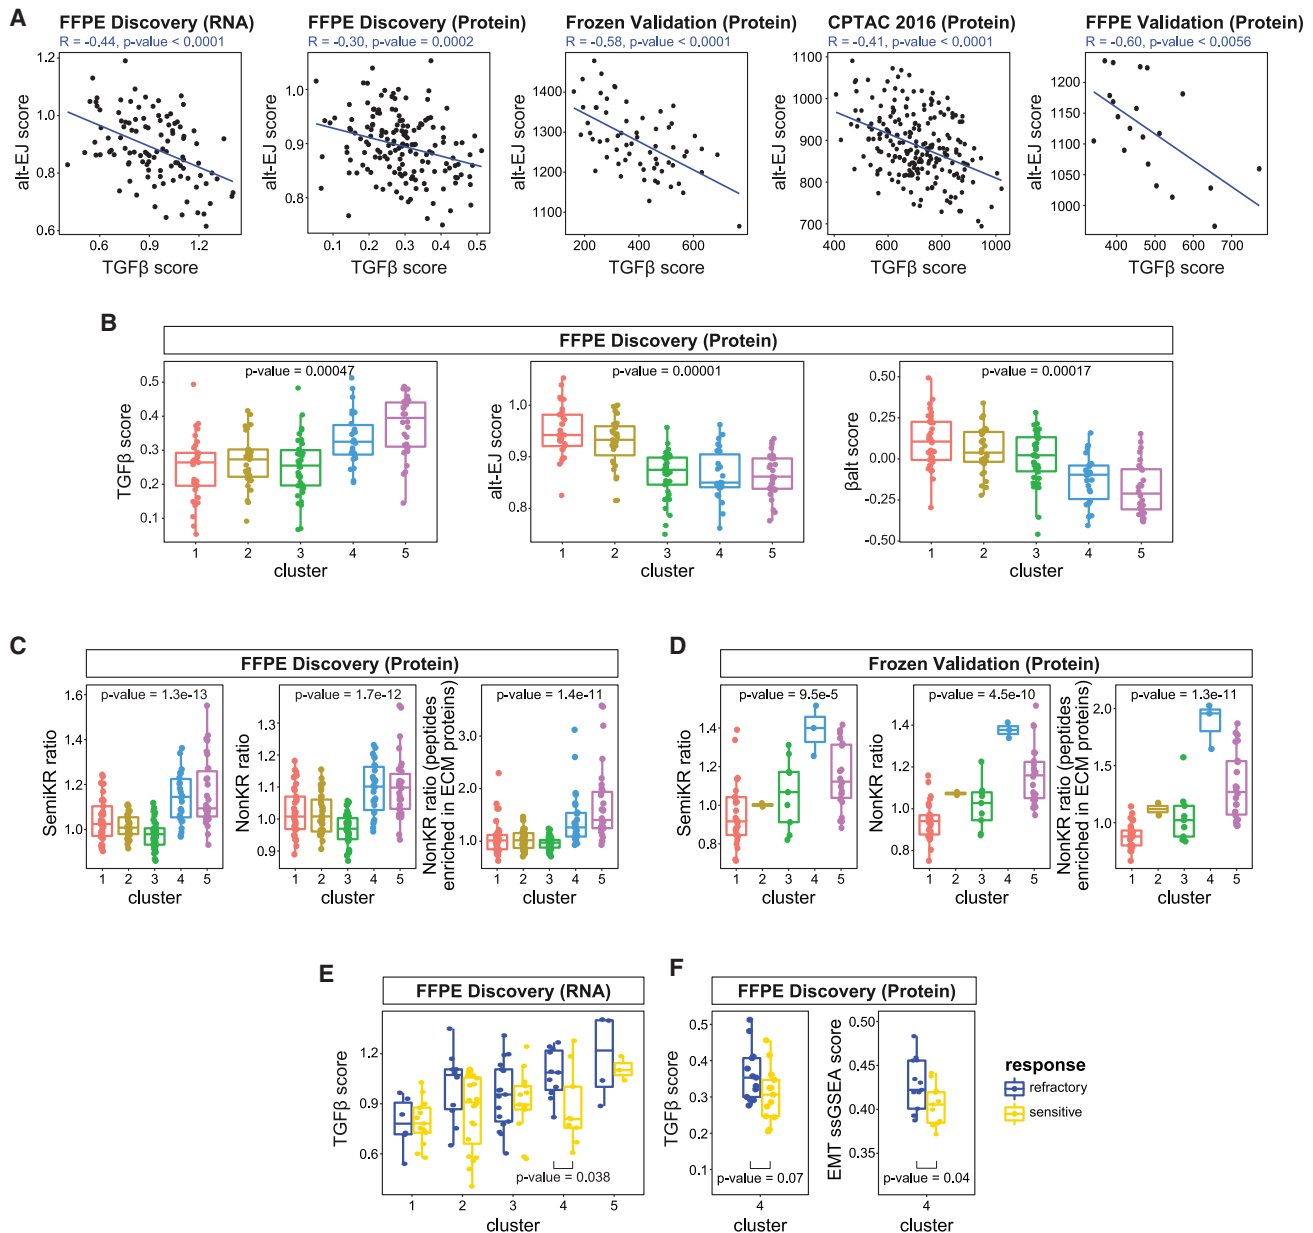 A
FFPE Discovery (RNA)
R = -0.44, p-value < 0.0001
alt-EJ score
1.2
1.0
0.8
0.6
0.6 0.9 1.2
TGFβ score
FFPE Discovery (Protein)
R = -0.30, p-value = 0.0002
alt-EJ score
1.0
0.9
0.8
0.1 0.2 0.3 0.4 0.5
TGFβ score
Frozen Validation (Protein)
R = -0.58, p-value < 0.0001
alt-EJ score
1400
1300
1200
1100
200 400 600
TGFβ score
CPTAC 2016 (Protein)
R = -0.41, p-value < 0.0001
alt-EJ score
1100
1000
900
800
700
400 600 800 1000
TGFβ score
FFPE Validation (Protein)
R = -0.60, p-value < 0.0056
alt-EJ score
1200
1100
1000
400 500 600 700
TGFβ score
B
FFPE Discovery (Protein)
p-value = 0.00047
TGFβ score
0.5
0.4
0.3
0.2
0.1
1 2 3 4 5
cluster
p-value = 0.00001
alt-EJ score
1.0
0.9
0.8
1 2 3 4 5
cluster
p-value = 0.00017
βalt score
0.50
0.25
0.00
-0.25
-0.50
1 2 3 4 5
cluster
C
FFPE Discovery (Protein)
p-value = 1.3e-13
SemiKR ratio
1.6
1.4
1.2
1.0
1 2 3 4 5
cluster
p-value = 1.7e-12
NonKR ratio
1.3
1.2
1.1
1.0
0.9
1 2 3 4 5
cluster
p-value = 1.4e-11
NonKR ratio (peptides
enriched in ECM proteins)
3.0
2.0
1.0
1 2 3 4 5
cluster
D
Frozen Validation (Protein)
p-value = 9.5e-5
SemiKR ratio
1.4
1.2
1.0
0.8
1 2 3 4 5
cluster
p-value = 4.5e-10
NonKR ratio
1.4
1.2
1.0
0.8
1 2 3 4 5
cluster
p-value = 1.3e-11
NonKR ratio (peptides
enriched in ECM proteins)
2.0
1.5
1.0
1 2 3 4 5
cluster
E
FFPE Discovery (RNA)
TGFβ score
1.2
0.9
0.6
p-value = 0.038
1 2 3 4 5
cluster
F
FFPE Discovery (Protein)
TGFβ score
0.5
0.4
0.3
0.2
0.1
p-value = 0.07
4
cluster
EMT ssGSEA score
0.50
0.45
0.40
0.35
p-value = 0.04
4
cluster
response
refractory
sensitive